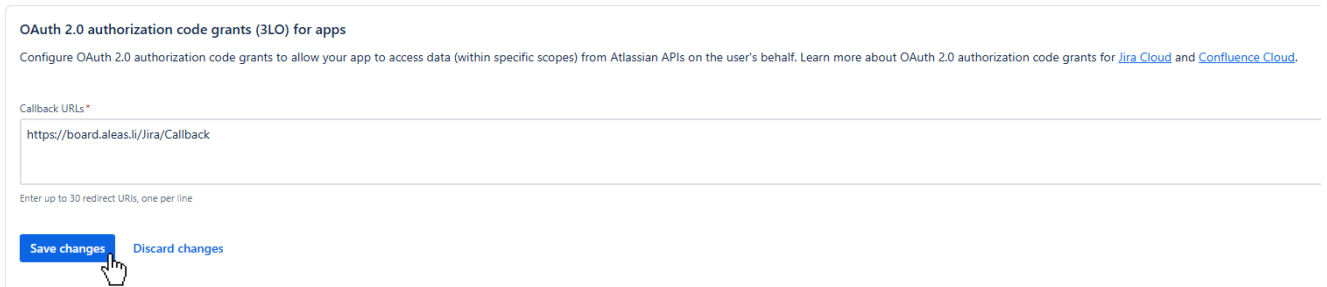 OAuth 2.0 authorization code grants (3LO) for apps
Configure OAuth 2.0 authorization code grants to allow your app to access data (within specific scopes) from Atlassian APIs on the user's behalf. Learn more about OAuth 2.0 authorization code grants for Jira Cloud and Confluence Cloud.
Callback URLs*
https://board.aleas.li/Jira/Callback
Enter up to 30 redirect URIs, one per line
Save changes Discard changes